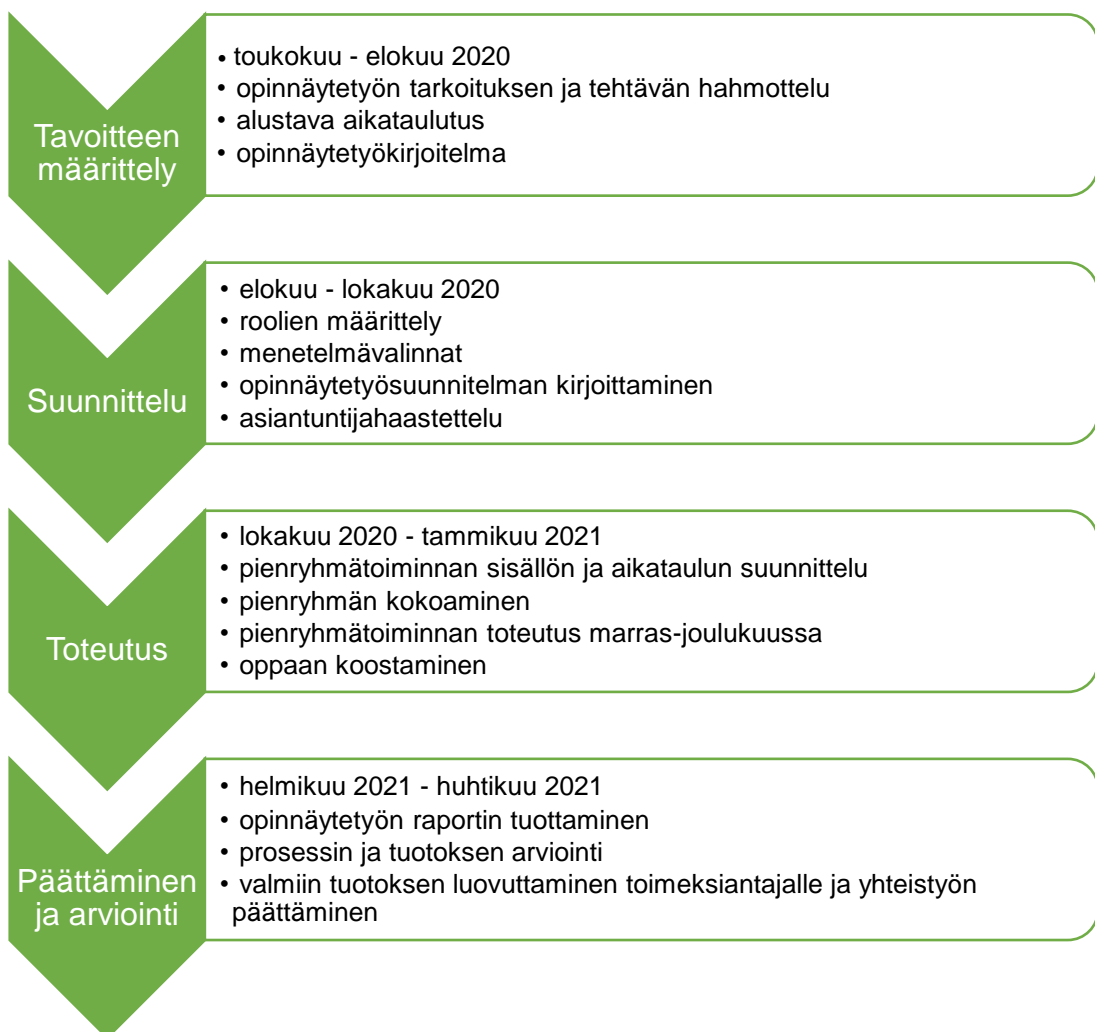 Tavoitteen
määrittely
• toukokuu - elokuu 2020
• opinnäytetyön tarkoituksen ja tehtävän hahmottelu
• alustava aikataulutus
• opinnäytetyökirjoitelma
Suunnittelu
• elokuu - lokakuu 2020
• roolien määrittely
• menetelmävalinnat
• opinnäytetyösuunnitelman kirjoittaminen
• asiantuntijahaastettelu
Toteutus
• lokakuu 2020 - tammikuu 2021
• pienryhmätoiminnan sisällön ja aikataulun suunnittelu
• pienryhmän kokoaminen
• pienryhmätoiminnan toteutus marras-joulukuussa
• oppaan koostaminen
Päättäminen
ja arviointi
• helmikuu 2021 - huhtikuu 2021
• opinnäytetyön raportin tuottaminen
• prosessin ja tuotoksen arviointi
• valmiin tuotoksen luovuttaminen toimeksiantajalle ja yhteistyön
päättäminen